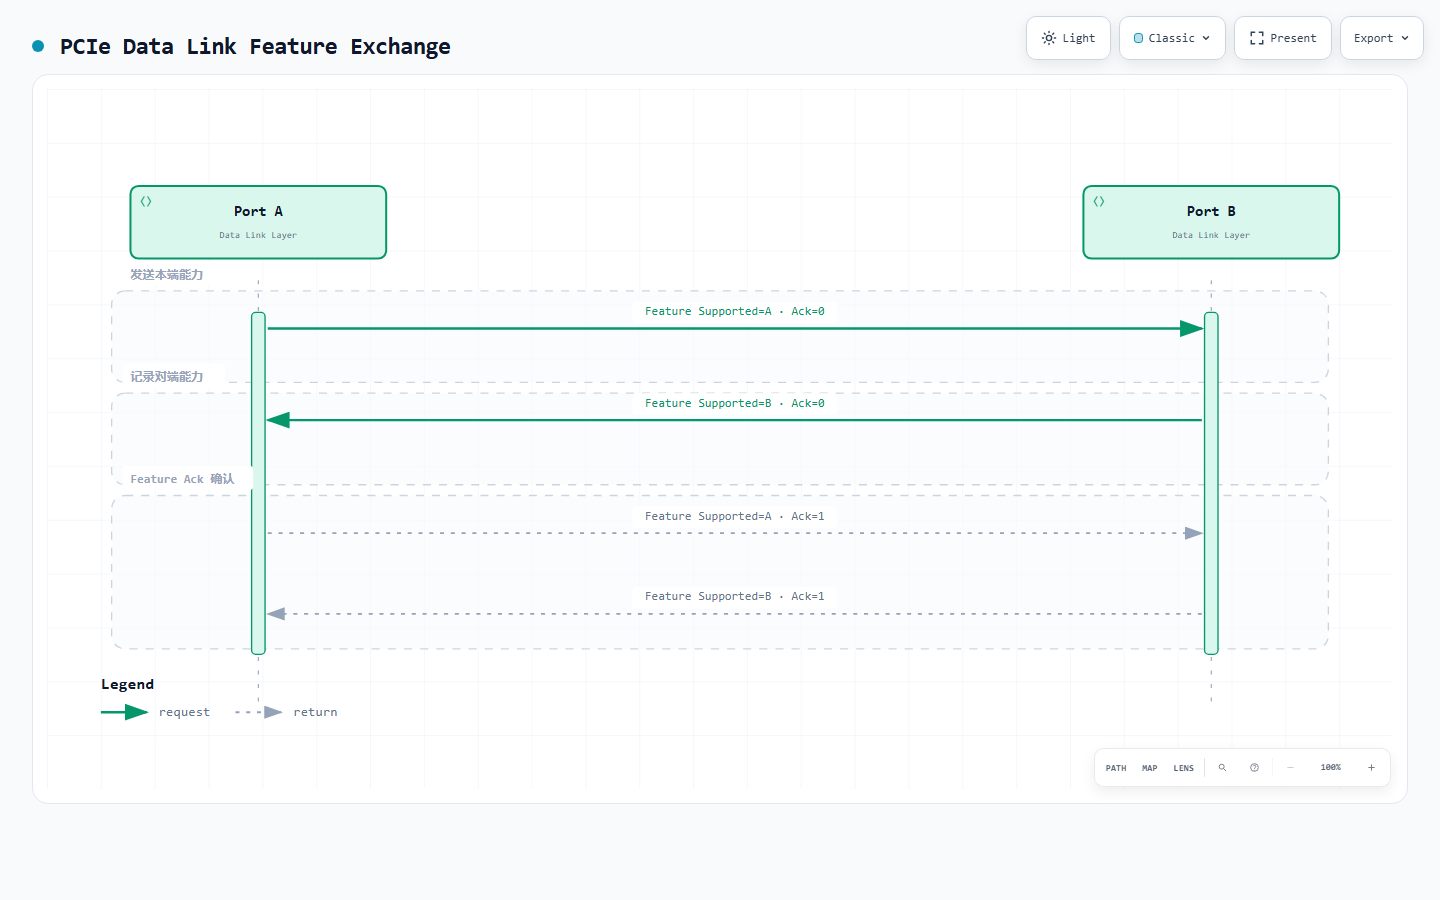 PCIe Data Link Feature Exchange
Light
Classic
Present
Export
Port A
Data Link Layer
Port B
Data Link Layer
发送本端能力
Feature Supported=A · Ack=0
记录对端能力
Feature Supported=B · Ack=0
Feature Ack 确认
Feature Supported=A · Ack=1
Feature Supported=B · Ack=1
Legend
request
return
PATH
MAP
LENS
100%